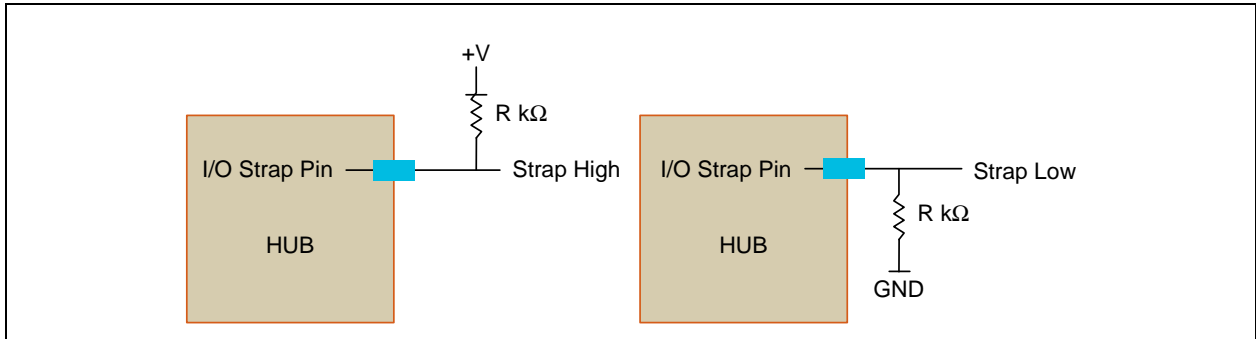 +V
R kΩ
I/O Strap Pin
Strap High
HUB
I/O Strap Pin
Strap Low
R kΩ
HUB
GND